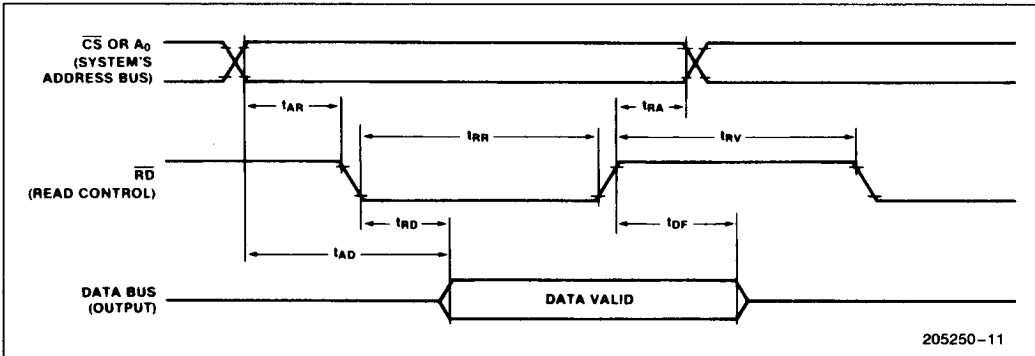 CS OR A0
(SYSTEM'S
ADDRESS BUS)
tAR
tRA
tRR
tRV
RD
(READ CONTROL)
tRD
tDF
tAD
DATA BUS
(OUTPUT)
DATA VALID
205250-11